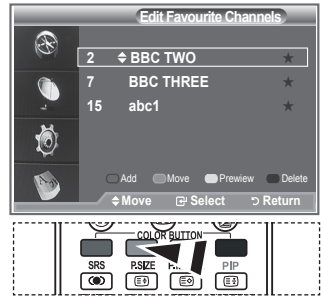 Edit Favourite Channels
2 BBC TWO ★
7 BBC THREE ★
15 abc1 ★
Add Move Prewiew Delete
Move Select Return
COLOR BUTTON
SRS P.SIZE PIP